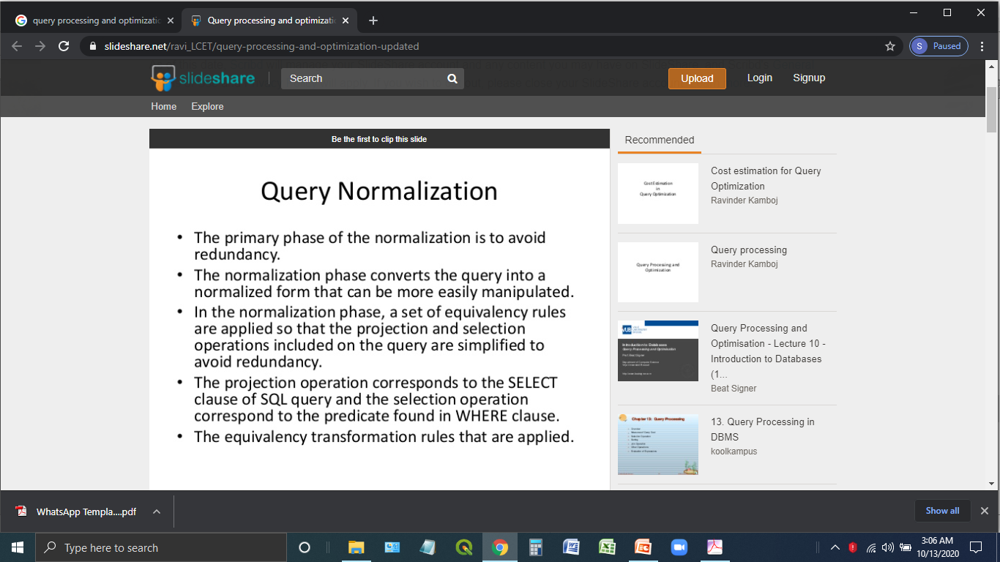 query processing and optimizatio
Query processing and optimizati
slideshare.net/ravi_LCET/query-processing-and-optimization-updated
S Paused
slideshare
Search
Upload
Login
Signup
Home
Explore
Be the first to clip this slide
Query Normalization
• The primary phase of the normalization is to avoid
redundancy.
• The normalization phase converts the query into a
normalized form that can be more easily manipulated.
• In the normalization phase, a set of equivalency rules
are applied so that the projection and selection
operations included on the query are simplified to
avoid redundancy.
• The projection operation corresponds to the SELECT
clause of SQL query and the selection operation
correspond to the predicate found in WHERE clause.
• The equivalency transformation rules that are applied.
Recommended
Cost Estimation
in
Query Optimization
Cost estimation for Query
Optimization
Ravinder Kamboj
Query Processing and
Optimization
Query processing
Ravinder Kamboj
Introduction to Databases
Query Processing and Optimisation
Query Processing and
Optimisation - Lecture 10 -
Introduction to Databases
(1...
Beat Signer
Chapter 13: Query Processing
13. Query Processing in
DBMS
koolkampus
WhatsApp Templa....pdf
Show all
Type here to search
3:06 AM
10/13/2020